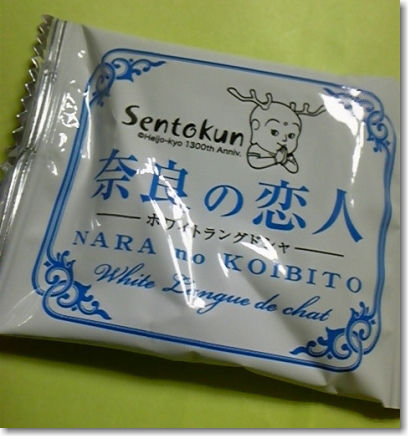 Sentokun
©Heijo-kyo 1300th Anniv.
奈良の恋人
ホワイトラングドシャ
NARA no KOIBITO
White Langue de chat